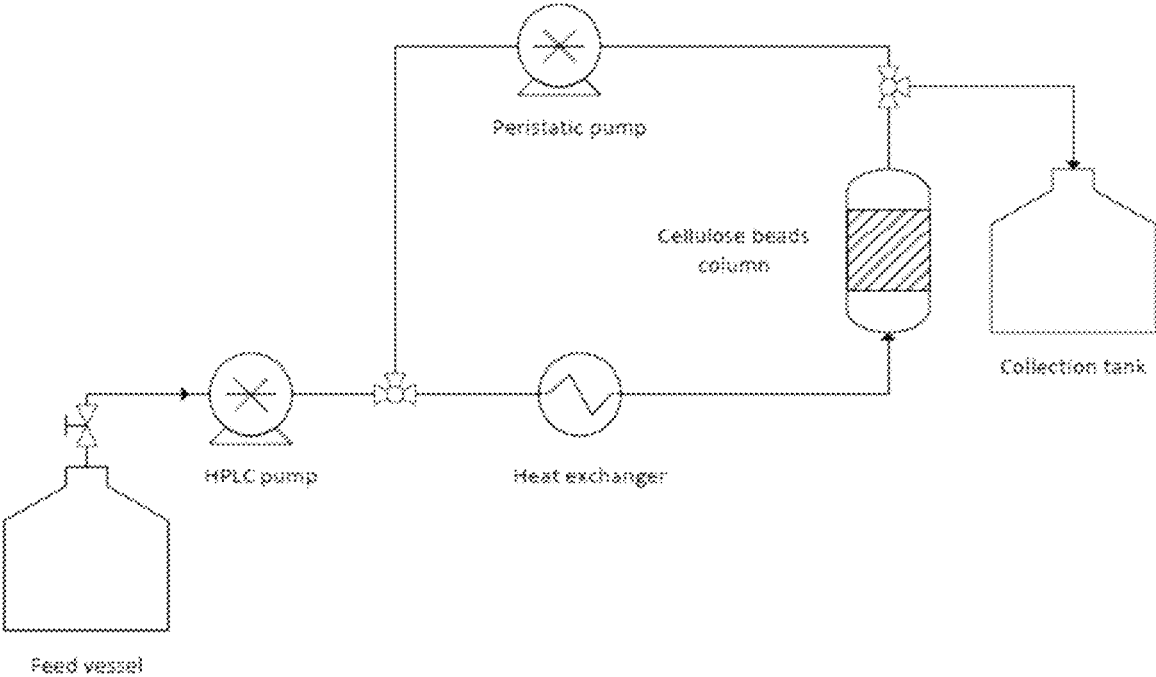 Peristatic pump
Cellulose beads
column
Collection tank
HPLC pump
Heat exchanger
Feed vessel